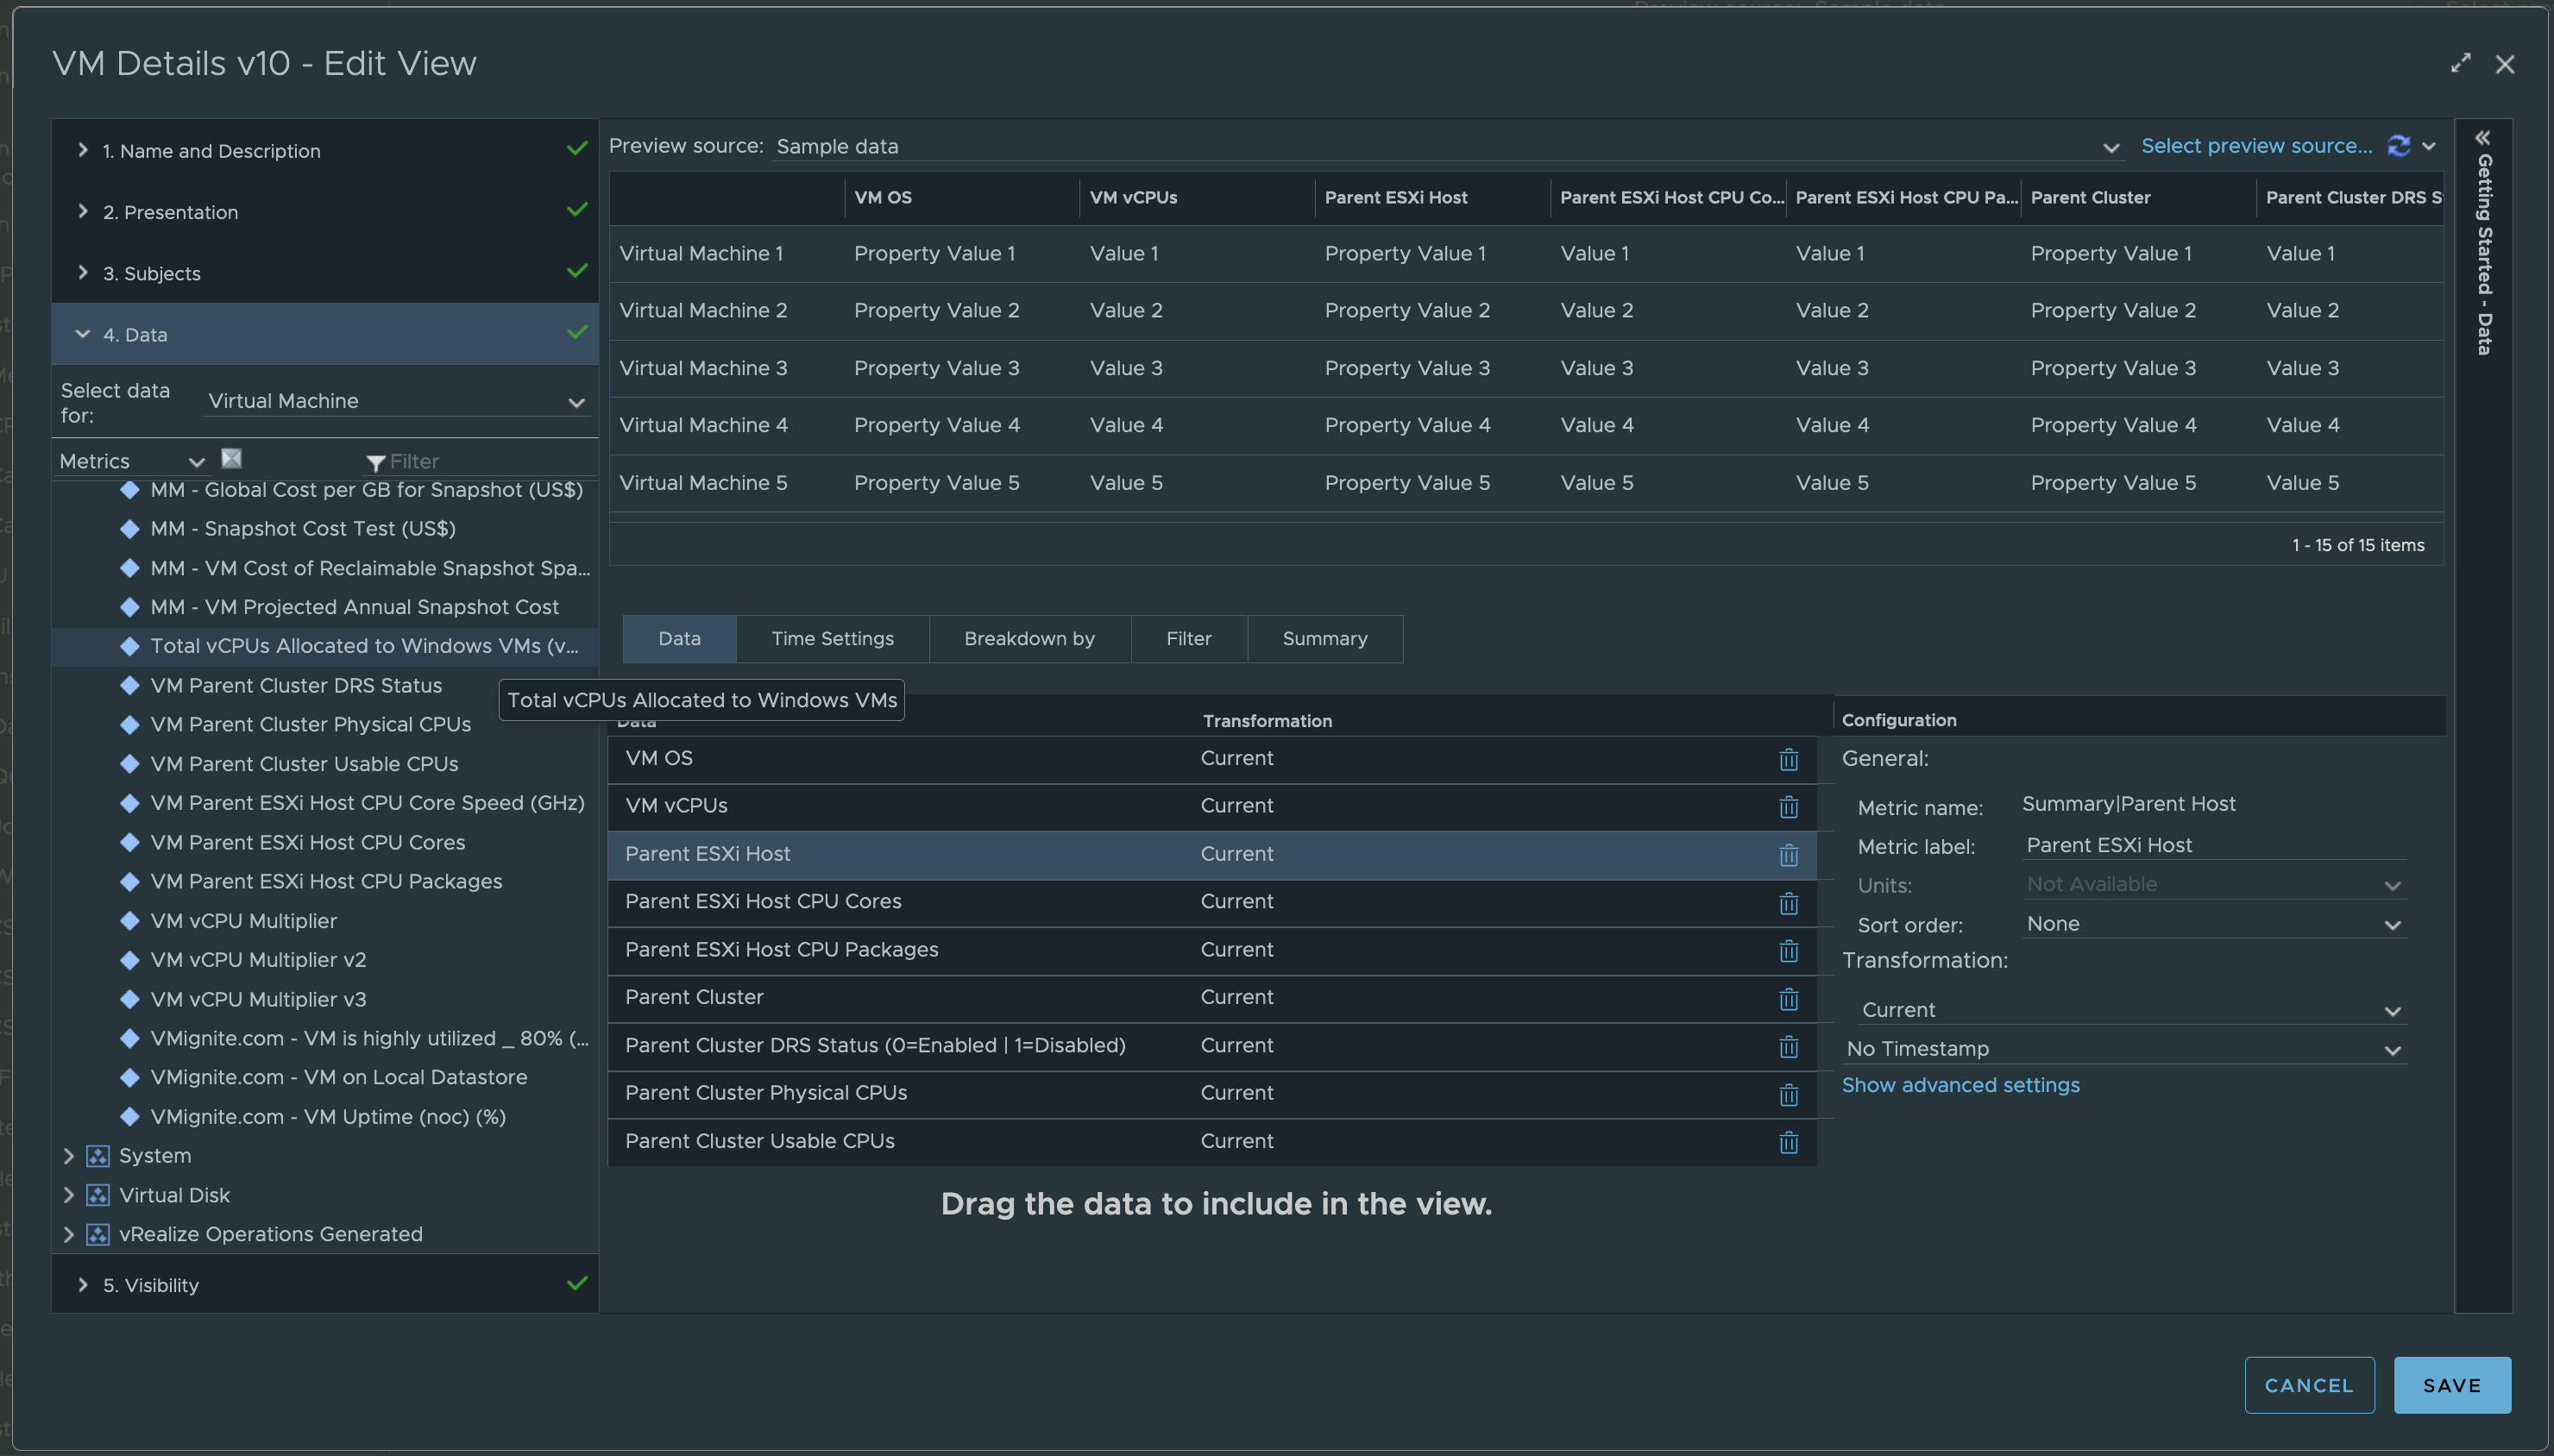 VM Details v10 - Edit View
1. Name and Description
2. Presentation
3. Subjects
4. Data
Select data
for:
Virtual Machine
Metrics
Filter
MM - Global Cost per GB for Snapshot (US$)
MM - Snapshot Cost Test (US$)
MM - VM Cost of Reclaimable Snapshot Spa...
MM - VM Projected Annual Snapshot Cost
Total vCPUs Allocated to Windows VMs (v...
VM Parent Cluster DRS Status
VM Parent Cluster Physical CPUs
VM Parent Cluster Usable CPUs
VM Parent ESXi Host CPU Core Speed (GHz)
VM Parent ESXi Host CPU Cores
VM Parent ESXi Host CPU Packages
VM vCPU Multiplier
VM vCPU Multiplier v2
VM vCPU Multiplier v3
VMignite.com - VM is highly utilized _ 80% (...
VMignite.com - VM on Local Datastore
VMignite.com - VM Uptime (noc) (%)
System
Virtual Disk
vRealize Operations Generated
5. Visibility
Preview source: Sample data Select preview source...
VM OS VM vCPUs Parent ESXi Host Parent ESXi Host CPU Co... Parent ESXi Host CPU Pa... Parent Cluster Parent Cluster DRS S
Virtual Machine 1 Property Value 1 Value 1 Property Value 1 Value 1 Value 1 Property Value 1 Value 1
Virtual Machine 2 Property Value 2 Value 2 Property Value 2 Value 2 Value 2 Property Value 2 Value 2
Virtual Machine 3 Property Value 3 Value 3 Property Value 3 Value 3 Value 3 Property Value 3 Value 3
Virtual Machine 4 Property Value 4 Value 4 Property Value 4 Value 4 Value 4 Property Value 4 Value 4
Virtual Machine 5 Property Value 5 Value 5 Property Value 5 Value 5 Value 5 Property Value 5 Value 5
1 - 15 of 15 items
Data Time Settings Breakdown by Filter Summary
Total vCPUs Allocated to Windows VMs
Data Transformation
VM OS Current
VM vCPUs Current
Parent ESXi Host Current
Parent ESXi Host CPU Cores Current
Parent ESXi Host CPU Packages Current
Parent Cluster Current
Parent Cluster DRS Status (0=Enabled | 1=Disabled) Current
Parent Cluster Physical CPUs Current
Parent Cluster Usable CPUs Current
Drag the data to include in the view.
Configuration
General:
Metric name: Summary|Parent Host
Metric label: Parent ESXi Host
Units: Not Available
Sort order: None
Transformation:
Current
No Timestamp
Show advanced settings
Getting Started - Data
CANCEL SAVE